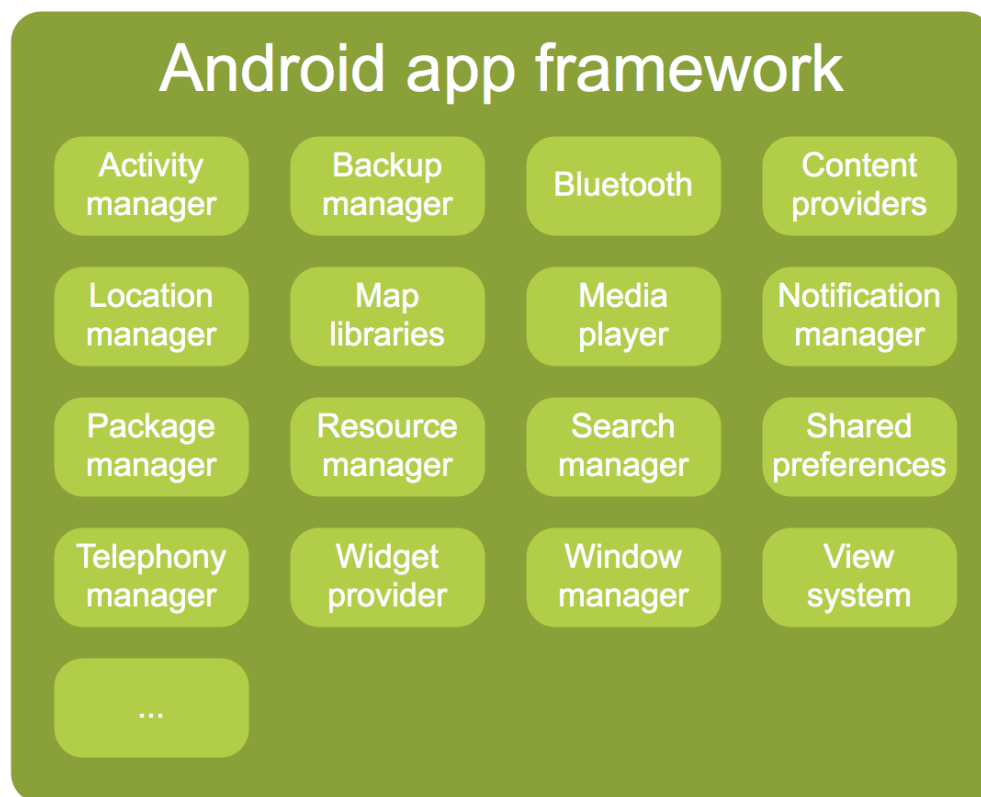 Android app framework
Activity
manager
Backup
manager
Bluetooth
Content
providers
Location
manager
Map
libraries
Media
player
Notification
manager
Package
manager
Resource
manager
Search
manager
Shared
preferences
Telephony
manager
Widget
provider
Window
manager
View
system
...